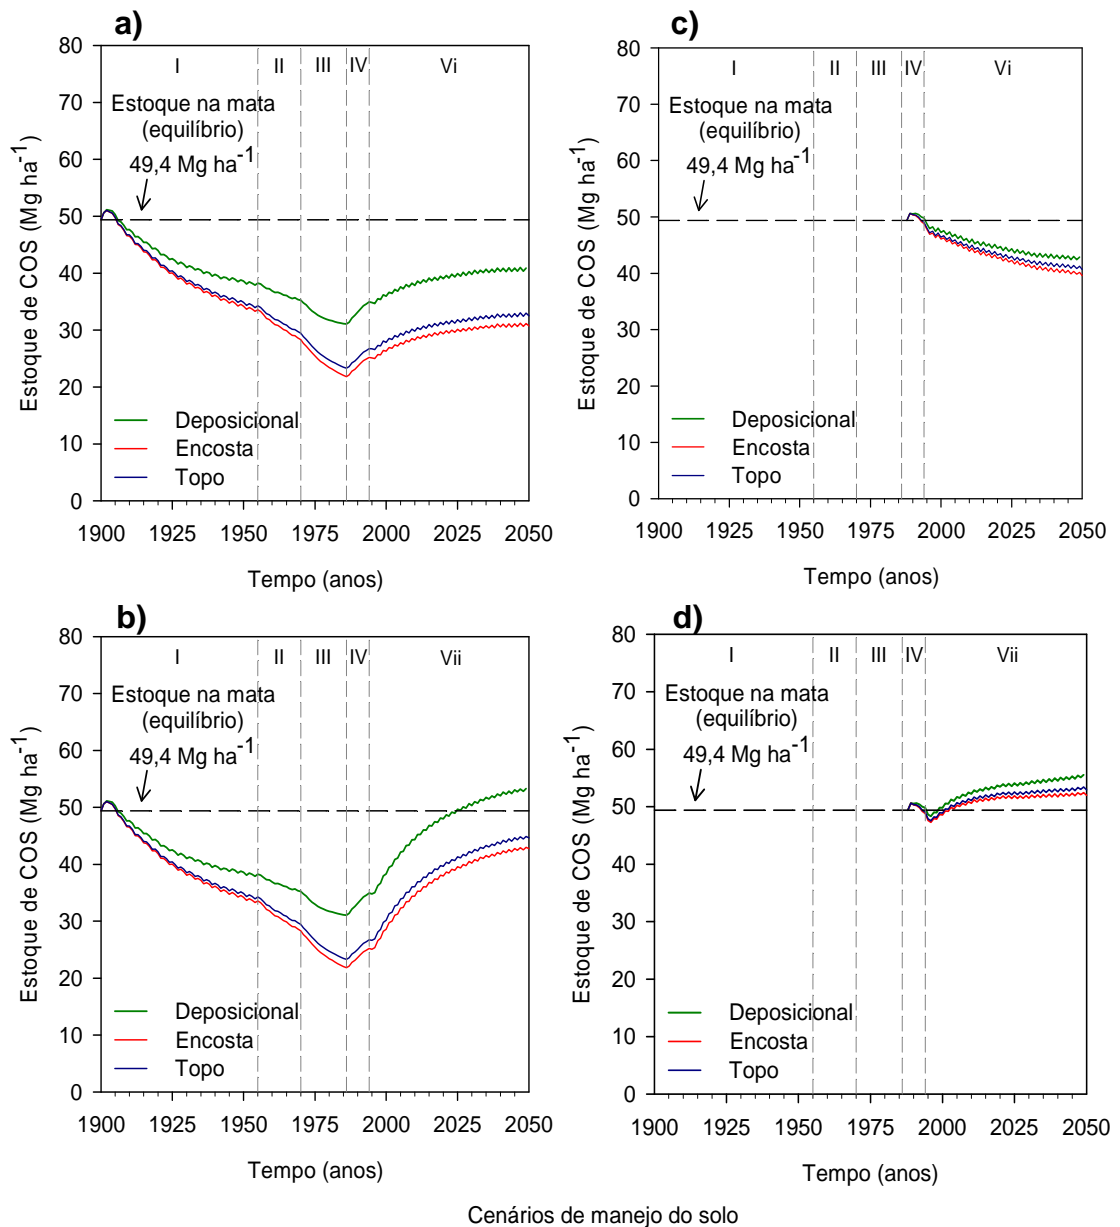 a)
80
70
60
50
40
30
20
10
0
Estoque de COS (Mg ha⁻¹)
I II III IV Vi
Estoque na mata
(equilíbrio)
49,4 Mg ha⁻¹
Deposicional
Encosta
Topo
1900 1925 1950 1975 2000 2025 2050
Tempo (anos)
c)
80
70
60
50
40
30
20
10
0
Estoque de COS (Mg ha⁻¹)
I II III IV Vi
Estoque na mata
(equilíbrio)
49,4 Mg ha⁻¹
Deposicional
Encosta
Topo
1900 1925 1950 1975 2000 2025 2050
Tempo (anos)
b)
80
70
60
50
40
30
20
10
0
Estoque de COS (Mg ha⁻¹)
I II III IV Vii
Estoque na mata
(equilíbrio)
49,4 Mg ha⁻¹
Deposicional
Encosta
Topo
1900 1925 1950 1975 2000 2025 2050
Tempo (anos)
d)
80
70
60
50
40
30
20
10
0
Estoque de COS (Mg ha⁻¹)
I II III IV Vii
Estoque na mata
(equilíbrio)
49,4 Mg ha⁻¹
Deposicional
Encosta
Topo
1900 1925 1950 1975 2000 2025 2050
Tempo (anos)
Cenários de manejo do solo